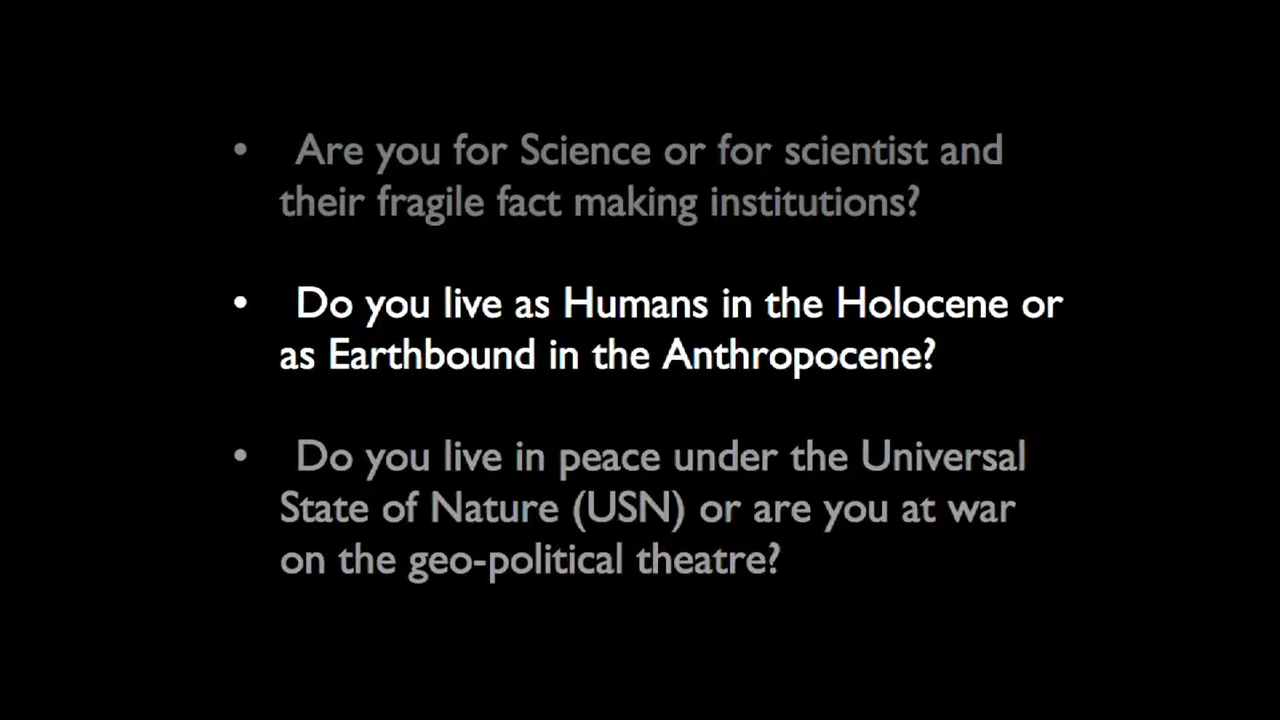 • Are you for Science or for scientist and
their fragile fact making institutions?
• Do you live as Humans in the Holocene or
as Earthbound in the Anthropocene?
• Do you live in peace under the Universal
State of Nature (USN) or are you at war
on the geo-political theatre?